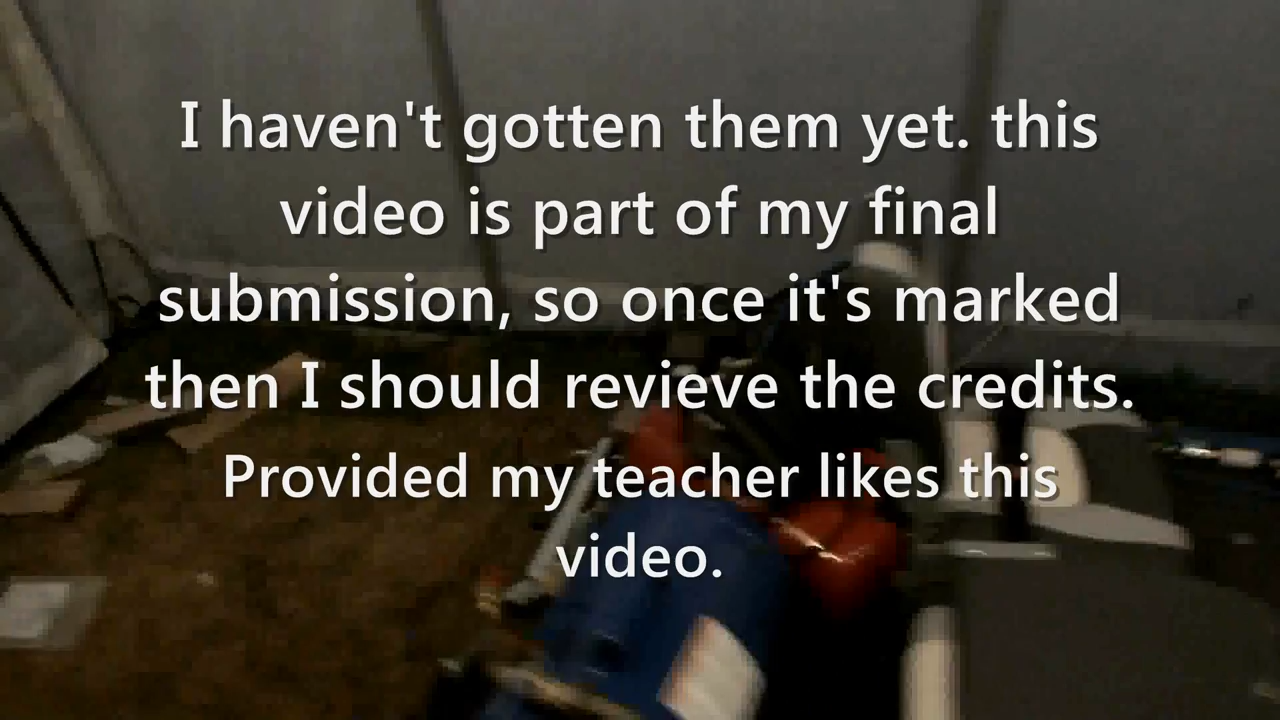 I haven't gotten them yet. this
video is part of my final
submission, so once it's marked
then I should revieve the credits.
Provided my teacher likes this
video.